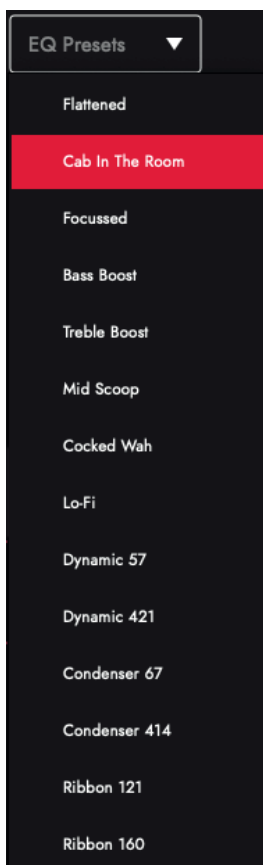 EQ Presets
Flattened
Cab In The Room
Focussed
Bass Boost
Treble Boost
Mid Scoop
Cocked Wah
Lo-Fi
Dynamic 57
Dynamic 421
Condenser 67
Condenser 414
Ribbon 121
Ribbon 160